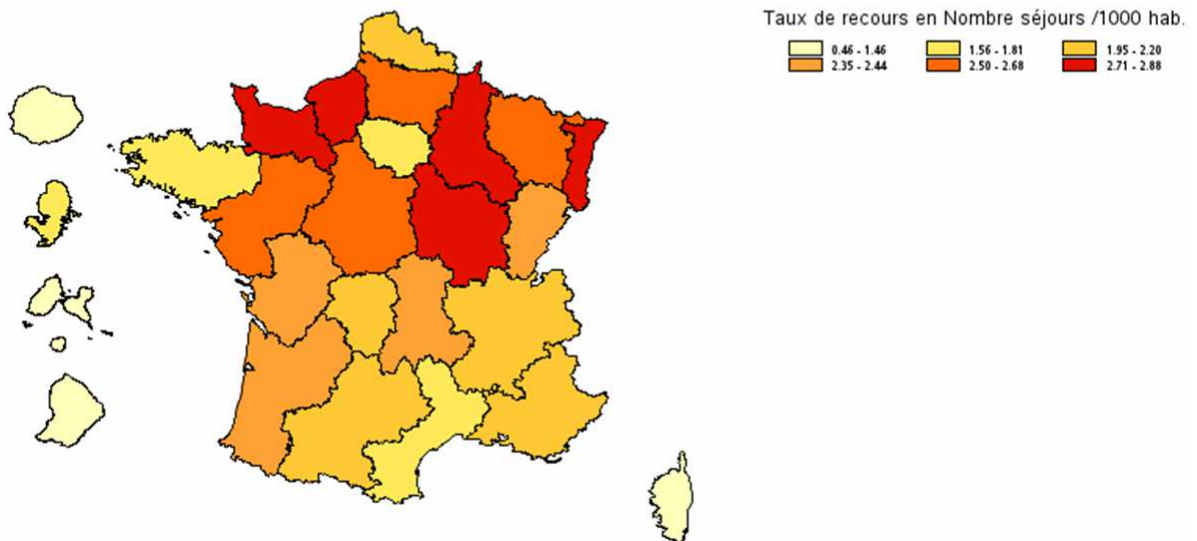 Taux de recours en Nombre séjours /1000 hab.
0.46 - 1.46 1.56 - 1.81 1.95 - 2.20
2.35 - 2.44 2.50 - 2.68 2.71 - 2.88